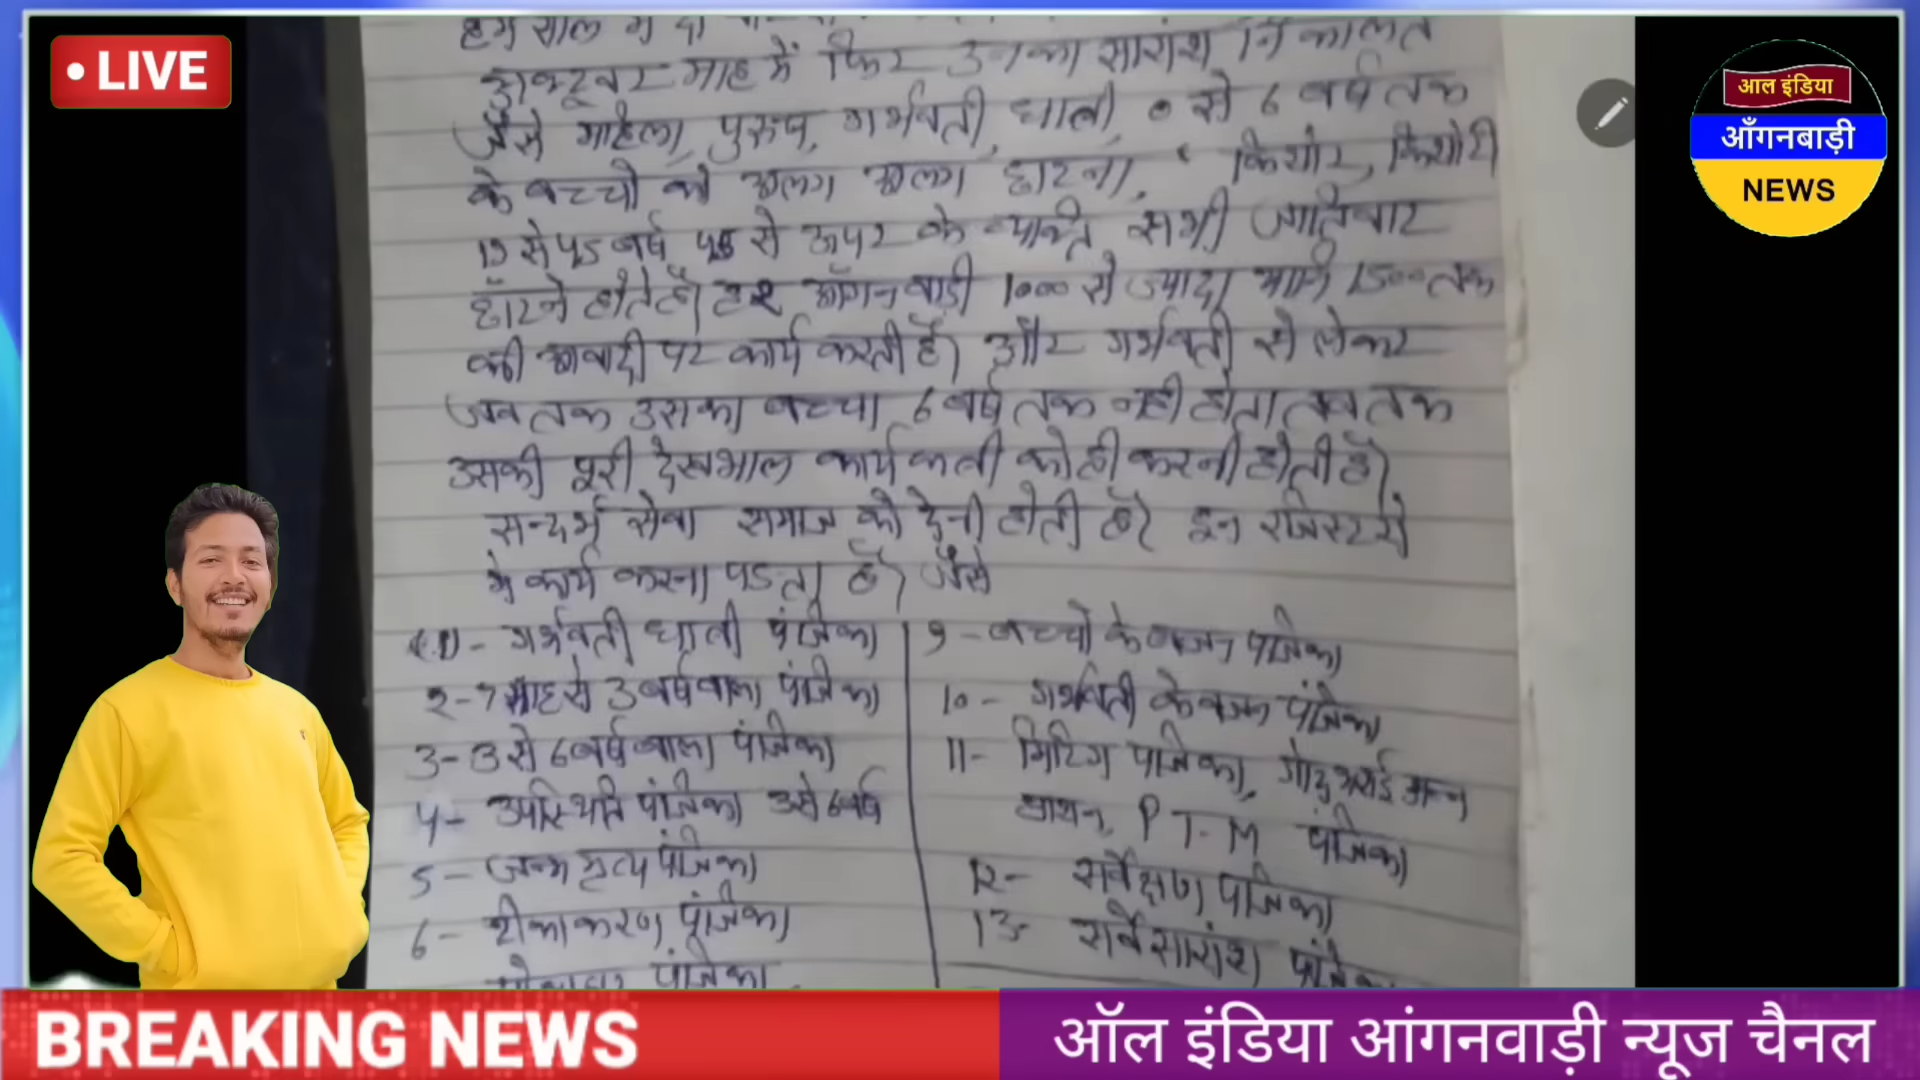 LIVE
आल इंडिया
आँगनबाड़ी
NEWS
हम साल में दो
अक्टूबर माह में फिर उनका सारांश निकालते
जैसे महिला, पुरुष, गर्भवती, धात्री, 0 से 6 वर्ष तक
के बच्चों को अलग अलग छाटना, किशोर, किशोरी
से 45 वर्ष 45 से ऊपर के व्यक्ति सभी जातिवार
छाँटने होते है। हर आँगनवाड़ी 1000 से ज्यादा 1500 तक
की आबादी पर कार्य करती है। और गर्भवती से लेकर
जब तक उसका बच्चा 6 वर्ष तक नही होता तब तक
उसकी पूरी देखभाल कार्यकर्ता को ही करनी होती है।
सन्दर्भ सेवा समाज को देनी होती है। इन रजिस्टरो
मे कार्य करना पडता है। जैसे
(1)- गर्भवती धात्री पंजिका
2- 7 माह से 3 वर्ष वाला पंजिका
3- 3 से 6 वर्ष वाला पंजिका
4- उपस्थिति पंजिका 3 से 6 वर्ष
5- जन्म मृत्यु पंजिका
6- टीकाकरण पंजिका
पंजिका
9- बच्चों के वजन पंजिका
10- गर्भवती के वजन पंजिका
11- मिटिग पंजिका, गोद भराई अन्न
प्राशन, P T-M पंजिका
12- सर्वेक्षण पंजिका
13- सर्वे सारांश
BREAKING NEWS
ऑल इंडिया आंगनवाड़ी न्यूज चैनल